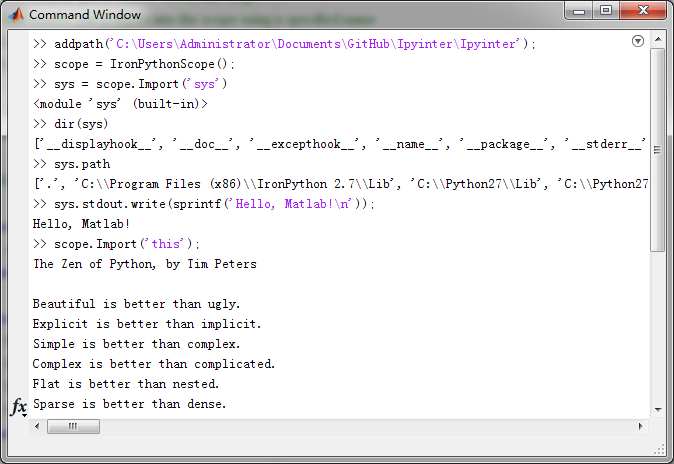 Command Window
>> addpath('C:\Users\Administrator\Documents\GitHub\Ipyinter\Ipyinter');
>> scope = IronPythonScope();
>> sys = scope.Import('sys')
<module 'sys' (built-in)>
>> dir(sys)
['__displayhook__', '__doc__', '__excepthook__', '__name__', '__package__', '__stderr__'
>> sys.path
['.', 'C:\\Program Files (x86)\\IronPython 2.7\\Lib', 'C:\\Python27\\Lib', 'C:\\Python27
>> sys.stdout.write(sprintf('Hello, Matlab!\n'));
Hello, Matlab!
>> scope.Import('this');
The Zen of Python, by Tim Peters
Beautiful is better than ugly.
Explicit is better than implicit.
Simple is better than complex.
Complex is better than complicated.
Flat is better than nested.
fx
Sparse is better than dense.